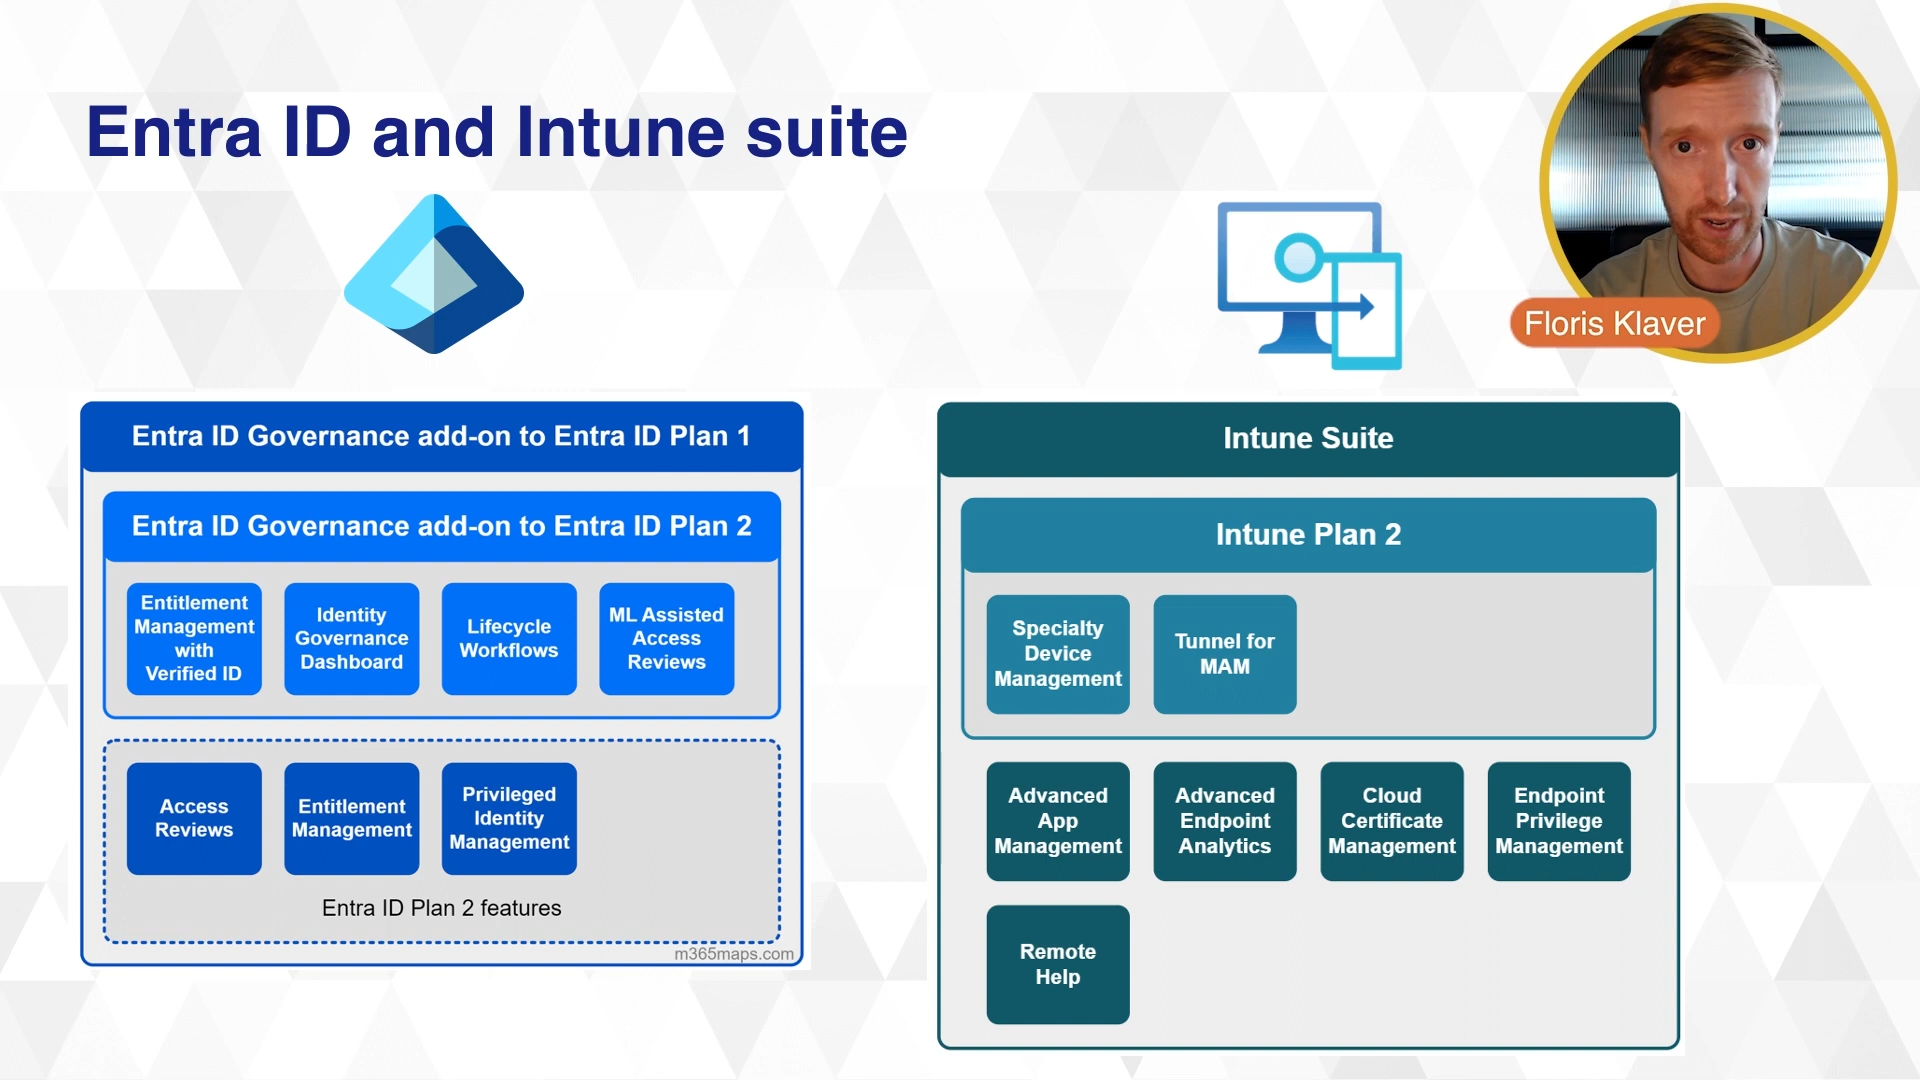 Entra ID and Intune suite
Floris Klaver
Entra ID Governance add-on to Entra ID Plan 1
Entra ID Governance add-on to Entra ID Plan 2
Entitlement
Management
with
Verified ID
Identity
Governance
Dashboard
Lifecycle
Workflows
ML Assisted
Access
Reviews
Access
Reviews
Entitlement
Management
Privileged
Identity
Management
Entra ID Plan 2 features
m365maps.com
Intune Suite
Intune Plan 2
Specialty
Device
Management
Tunnel for
MAM
Advanced
App
Management
Advanced
Endpoint
Analytics
Cloud
Certificate
Management
Endpoint
Privilege
Management
Remote
Help